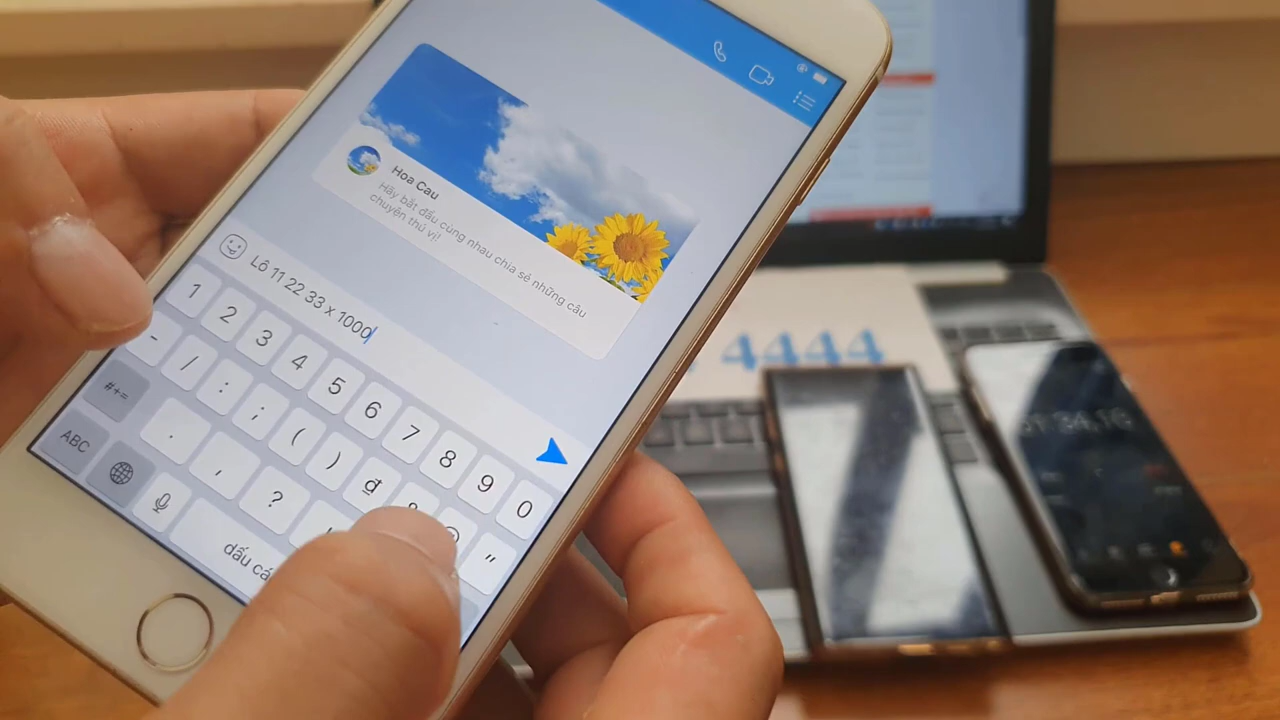 Hoa Cau
Hãy bắt đầu cùng nhau chia sẻ những câu
chuyện thú vị!
Lô 11 22 33 x 1000
1 2 3 4 5 6 7 8 9 0
- / : ; ( ) ₫
#+= . , ? "
ABC
dấu
4444